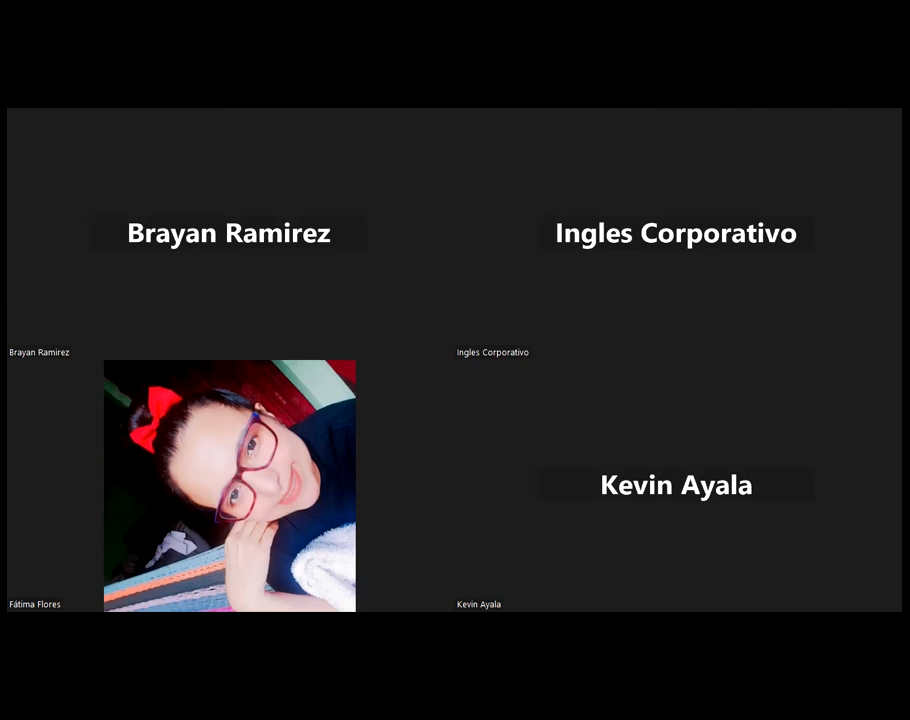 Brayan Ramirez
Ingles Corporativo
Brayan Ramirez
Ingles Corporativo
Kevin Ayala
Fátima Flores
Kevin Ayala